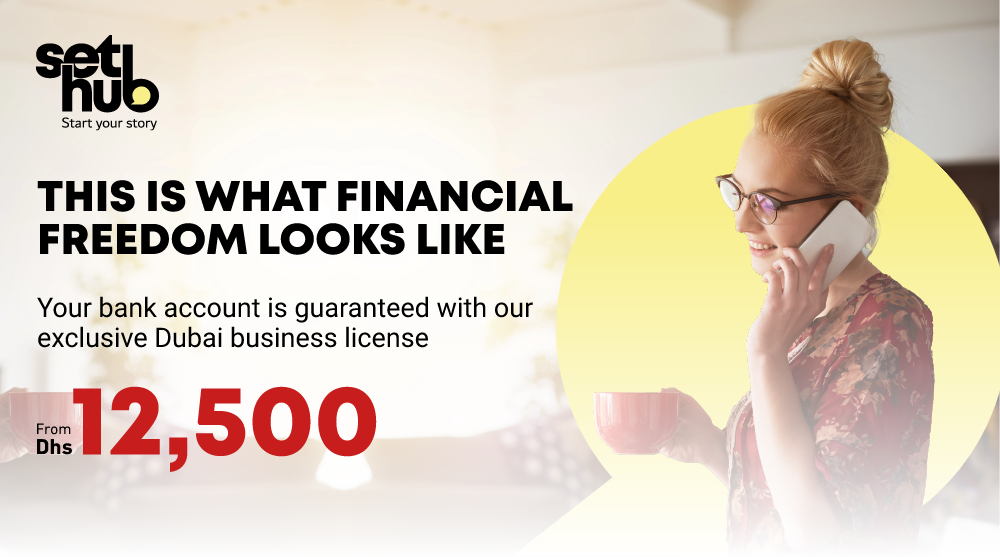 set
hub
Start your story
THIS IS WHAT FINANCIAL
FREEDOM LOOKS LIKE
Your bank account is guaranteed with our
exclusive Dubai business license
From
Dhs 12,500